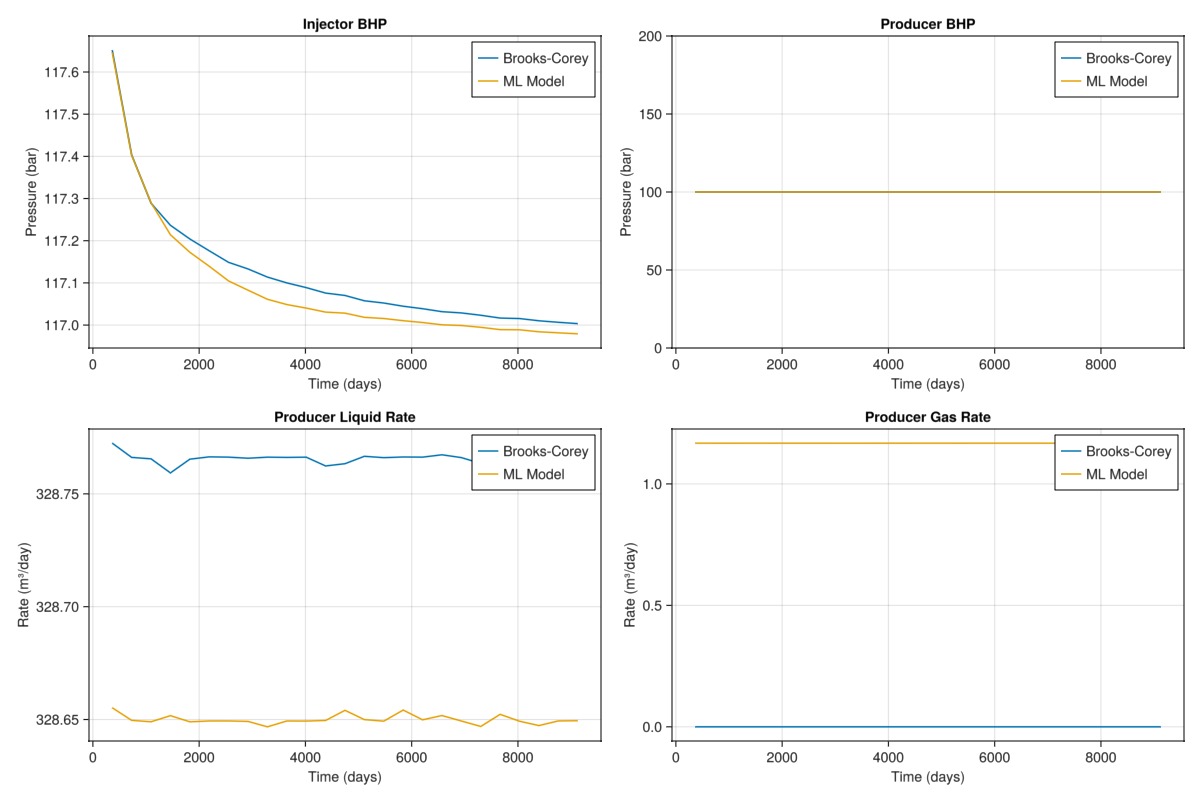 Injector BHP
Pressure (bar)
117.6
117.5
117.4
117.3
117.2
117.1
117.0
0 2000 4000 6000 8000
Time (days)
Brooks-Corey
ML Model
Producer BHP
Pressure (bar)
200
150
100
50
0
0 2000 4000 6000 8000
Time (days)
Brooks-Corey
ML Model
Producer Liquid Rate
Rate (m³/day)
328.75
328.70
328.65
0 2000 4000 6000 8000
Time (days)
Brooks-Corey
ML Model
Producer Gas Rate
Rate (m³/day)
1.0
0.5
0.0
0 2000 4000 6000 8000
Time (days)
Brooks-Corey
ML Model